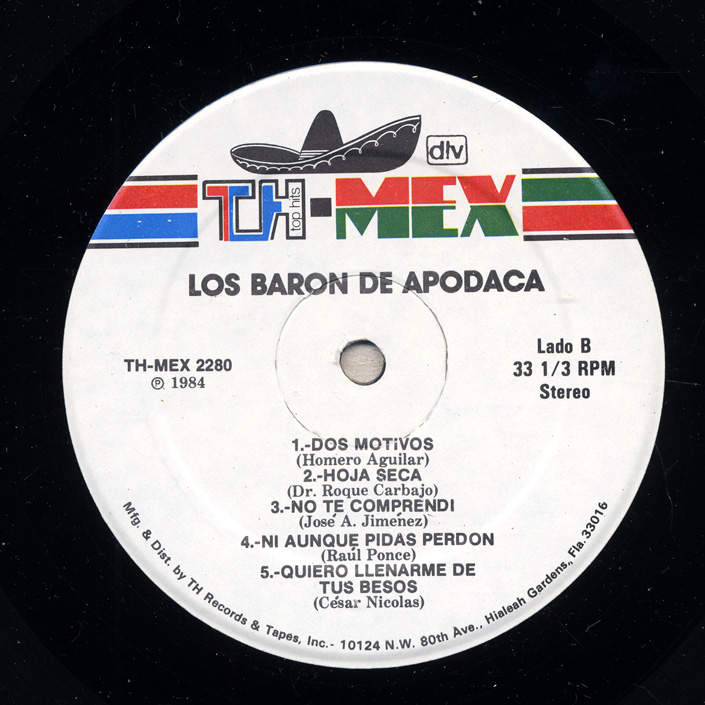 dtv
TH-MEX
top hits
LOS BARON DE APODACA
TH-MEX 2280
℗ 1984
Lado B
33 1/3 RPM
Stereo
1.-DOS MOTIVOS
(Homero Aguilar)
2.-HOJA SECA
(Dr. Roque Carbajo)
3.-NO TE COMPRENDI
(José A. Jimenez)
4.-NI AUNQUE PIDAS PERDON
(Raúl Ponce)
5.-QUIERO LLENARME DE
TUS BESOS
(César Nicolas)
Mfg. & Dist. by TH Records & Tapes, Inc.- 10124 N.W. 80th Ave., Hialeah Gardens,, Fla. 33016